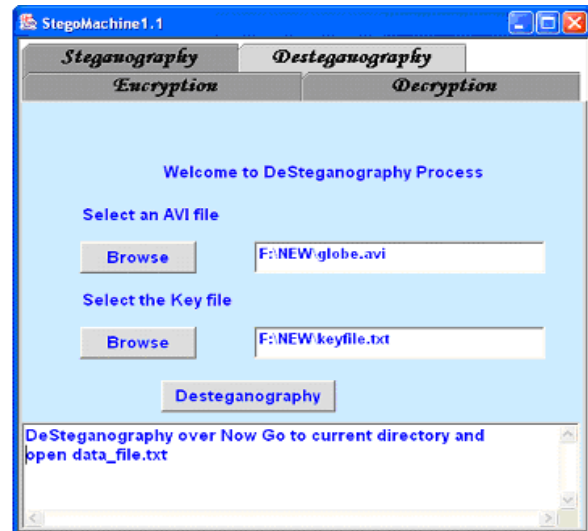 StegoMachine1.1
Steganography Desteganography
Encryption Decryption
Welcome to DeSteganography Process
Select an AVI file
Browse F:\NEW\globe.avi
Select the Key file
Browse F:\NEW\keyfile.txt
Desteganography
DeSteganography over Now Go to current directory and
open data_file.txt